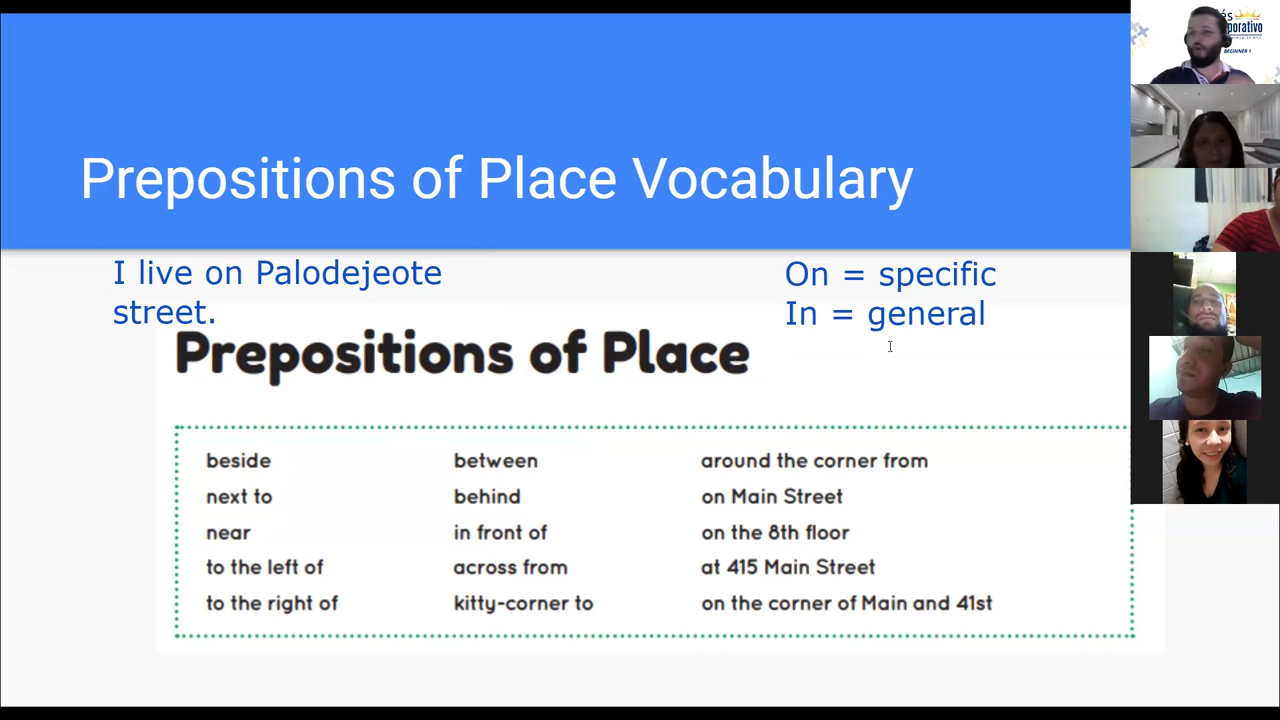 Prepositions of Place Vocabulary
I live on Palodejeote
street.
On = specific
In = general
Prepositions of Place
beside
next to
near
to the left of
to the right of
between
behind
in front of
across from
kitty-corner to
around the corner from
on Main Street
on the 8th floor
at 415 Main Street
on the corner of Main and 41st
BEGINNER 1